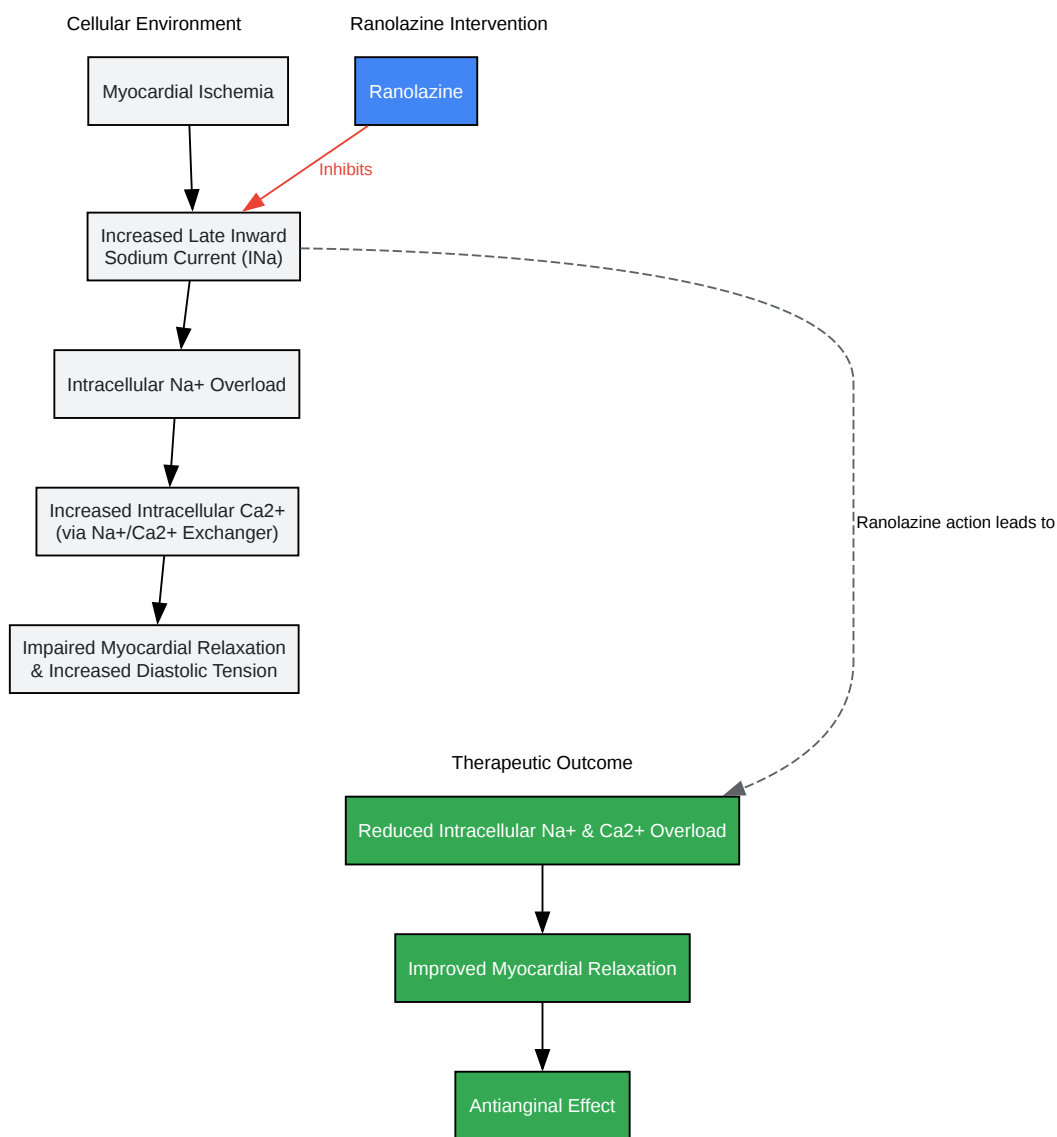 Cellular Environment
Ranolazine Intervention
Myocardial Ischemia
Ranolazine
Inhibits
Increased Late Inward
Sodium Current (INa)
Intracellular Na+ Overload
Increased Intracellular Ca2+
(via Na+/Ca2+ Exchanger)
Ranolazine action leads to
Impaired Myocardial Relaxation
& Increased Diastolic Tension
Therapeutic Outcome
Reduced Intracellular Na+ & Ca2+ Overload
Improved Myocardial Relaxation
Antianginal Effect